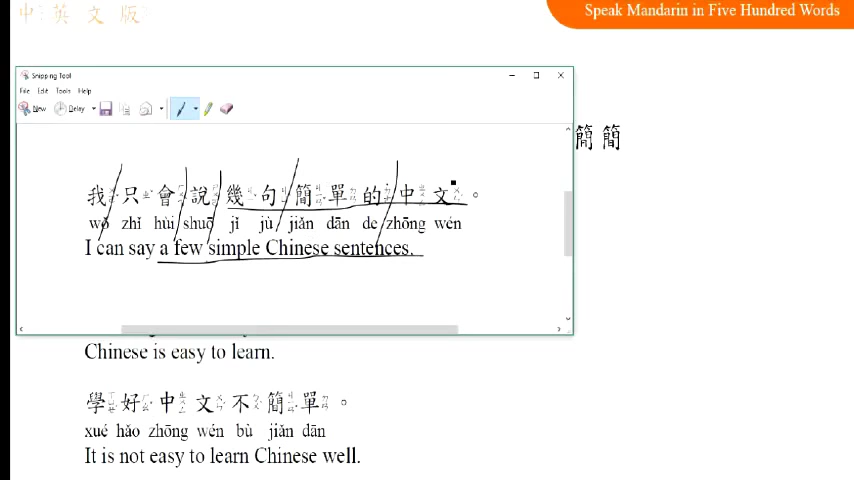 中 英 文 版
Speak Mandarin in Five Hundred Words
Snipping Tool
File Edit Tools Help
New Delay
簡 簡
我 只 會 說 幾 句 簡 單 的 中 文 。
wǒ zhǐ hùi shuō jǐ jù jiǎn dān de zhōng wén
I can say a few simple Chinese sentences.
Chinese is easy to learn.
學 好 中 文 不 簡 單 。
xué hǎo zhōng wén bù jiǎn dān
It is not easy to learn Chinese well.